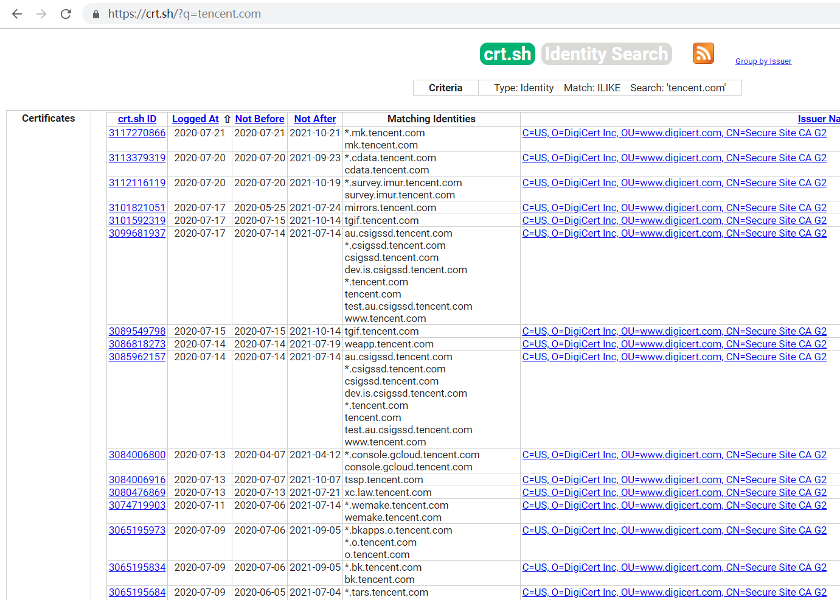 https://crt.sh/?q=tencent.com
crt.sh Identity Search
Group by Issuer
Criteria Type: Identity Match: ILIKE Search: 'tencent.com'
Certificates crt.sh ID Logged At ⇧ Not Before Not After Matching Identities Issuer Na
3117270866 2020-07-21 2020-07-21 2021-10-21 *.mk.tencent.com C=US, O=DigiCert Inc, OU=www.digicert.com, CN=Secure Site CA G2
mk.tencent.com
3113379319 2020-07-20 2020-07-20 2021-09-23 *.cdata.tencent.com C=US, O=DigiCert Inc, OU=www.digicert.com, CN=Secure Site CA G2
cdata.tencent.com
3112116119 2020-07-20 2020-07-20 2021-10-19 *.survey.imur.tencent.com C=US, O=DigiCert Inc, OU=www.digicert.com, CN=Secure Site CA G2
survey.imur.tencent.com
3101821051 2020-07-17 2020-05-25 2021-07-24 mirrors.tencent.com C=US, O=DigiCert Inc, OU=www.digicert.com, CN=Secure Site CA G2
3101592319 2020-07-17 2020-07-15 2021-10-14 tgif.tencent.com C=US, O=DigiCert Inc, OU=www.digicert.com, CN=Secure Site CA G2
3099681937 2020-07-17 2020-07-14 2021-07-14 au.csigssd.tencent.com C=US, O=DigiCert Inc, OU=www.digicert.com, CN=Secure Site CA G2
*.csigssd.tencent.com
csigssd.tencent.com
dev.is.csigssd.tencent.com
*.tencent.com
tencent.com
test.au.csigssd.tencent.com
www.tencent.com
3089549798 2020-07-15 2020-07-15 2021-10-14 tgif.tencent.com C=US, O=DigiCert Inc, OU=www.digicert.com, CN=Secure Site CA G2
3086818273 2020-07-14 2020-07-14 2021-07-19 weapp.tencent.com C=US, O=DigiCert Inc, OU=www.digicert.com, CN=Secure Site CA G2
3085962157 2020-07-14 2020-07-14 2021-07-14 au.csigssd.tencent.com C=US, O=DigiCert Inc, OU=www.digicert.com, CN=Secure Site CA G2
*.csigssd.tencent.com
csigssd.tencent.com
dev.is.csigssd.tencent.com
*.tencent.com
tencent.com
test.au.csigssd.tencent.com
www.tencent.com
3084006800 2020-07-13 2020-04-07 2021-04-12 *.console.gcloud.tencent.com C=US, O=DigiCert Inc, OU=www.digicert.com, CN=Secure Site CA G2
console.gcloud.tencent.com
3084006916 2020-07-13 2020-07-07 2021-10-07 tssp.tencent.com C=US, O=DigiCert Inc, OU=www.digicert.com, CN=Secure Site CA G2
3080476869 2020-07-13 2020-07-13 2021-07-21 xc.law.tencent.com C=US, O=DigiCert Inc, OU=www.digicert.com, CN=Secure Site CA G2
3074719903 2020-07-11 2020-07-06 2021-07-14 *.wemake.tencent.com C=US, O=DigiCert Inc, OU=www.digicert.com, CN=Secure Site CA G2
wemake.tencent.com
3065195973 2020-07-09 2020-07-06 2021-09-05 *.bkapps.o.tencent.com C=US, O=DigiCert Inc, OU=www.digicert.com, CN=Secure Site CA G2
*.o.tencent.com
o.tencent.com
3065195834 2020-07-09 2020-07-06 2021-09-05 *.bk.tencent.com C=US, O=DigiCert Inc, OU=www.digicert.com, CN=Secure Site CA G2
bk.tencent.com
3065195684 2020-07-09 2020-06-05 2021-07-04 *.tars.tencent.com C=US, O=DigiCert Inc, OU=www.digicert.com, CN=Secure Site CA G2